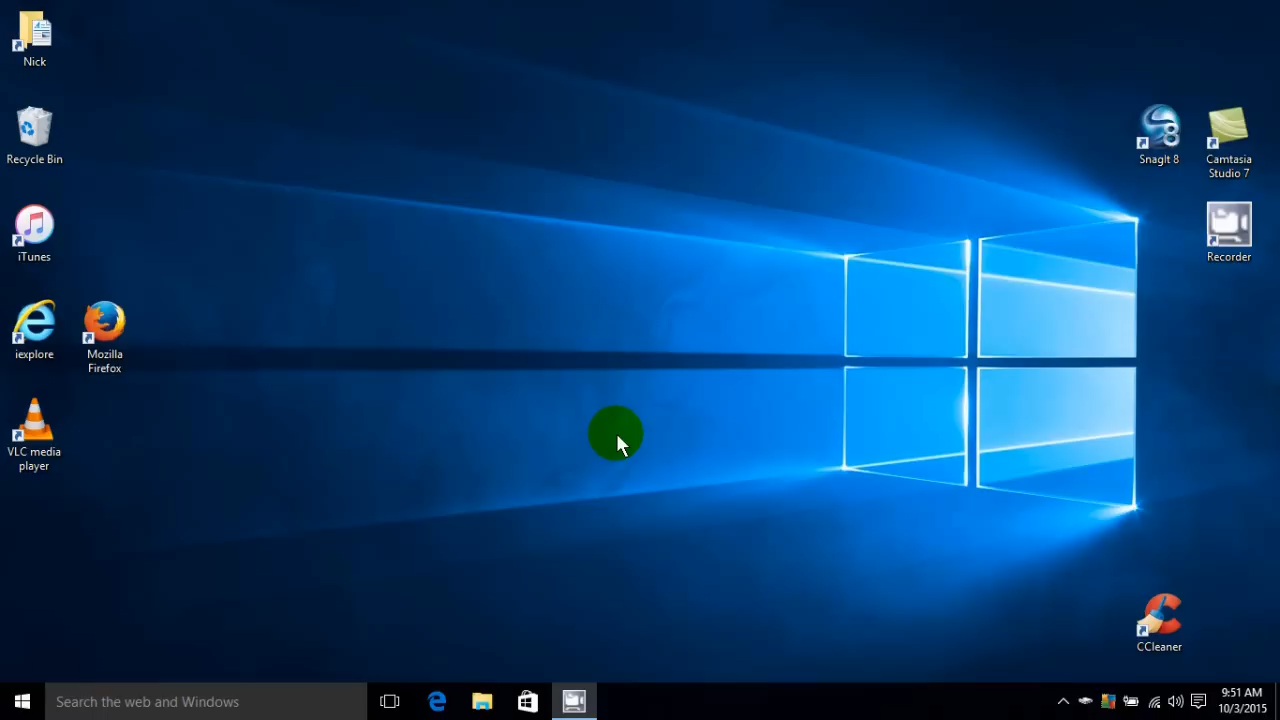 Nick
Recycle Bin
iTunes
iexplore
Mozilla
Firefox
VLC media
player
SnagIt 8
Camtasia
Studio 7
Recorder
CCleaner
Search the web and Windows
9:51 AM
10/3/2015